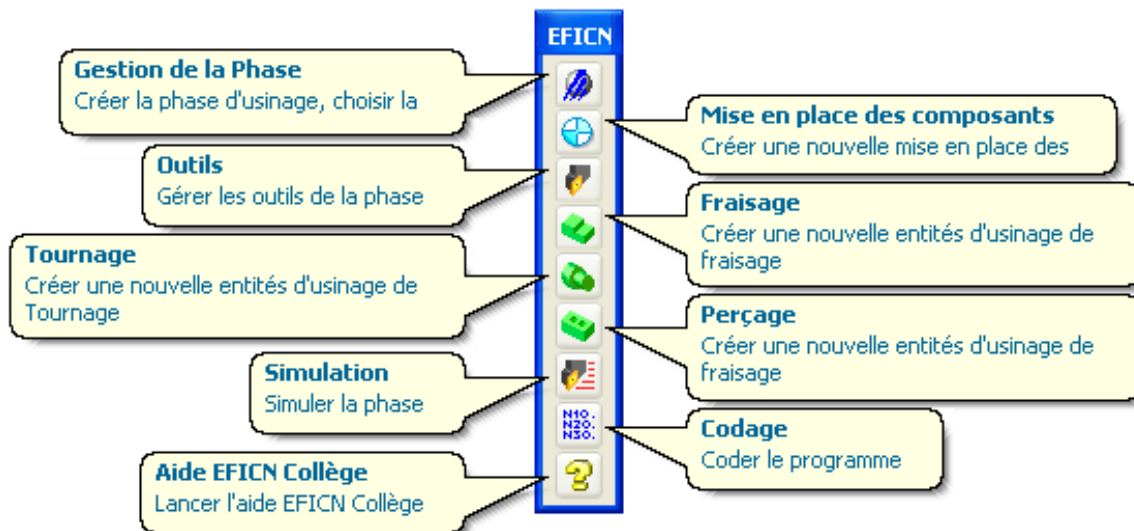 EFICN
Gestion de la Phase
Créer la phase d'usinage, choisir la
Mise en place des composants
Créer une nouvelle mise en place des
Outils
Gérer les outils de la phase
Fraisage
Créer une nouvelle entités d'usinage de
fraisage
Tournage
Créer une nouvelle entités d'usinage de
Tournage
Perçage
Créer une nouvelle entités d'usinage de
fraisage
Simulation
Simuler la phase
N10.
N20.
N30.
Codage
Coder le programme
Aide EFICN Collège
Lancer l'aide EFICN Collège